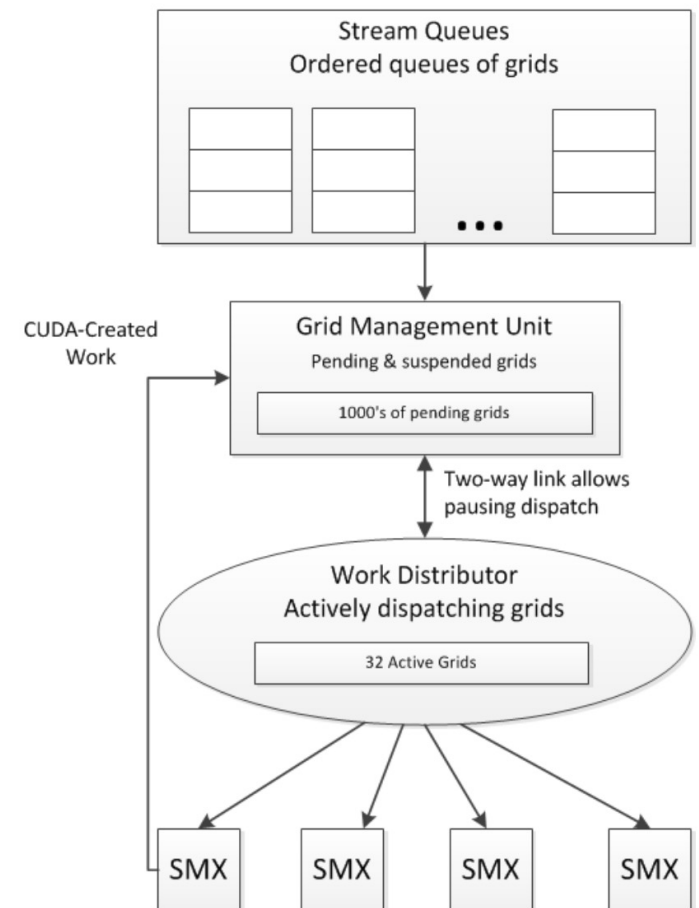 Stream Queues
Ordered queues of grids
...
CUDA-Created
Work
Grid Management Unit
Pending & suspended grids
1000's of pending grids
Two-way link allows
pausing dispatch
Work Distributor
Actively dispatching grids
32 Active Grids
SMX
SMX
SMX
SMX